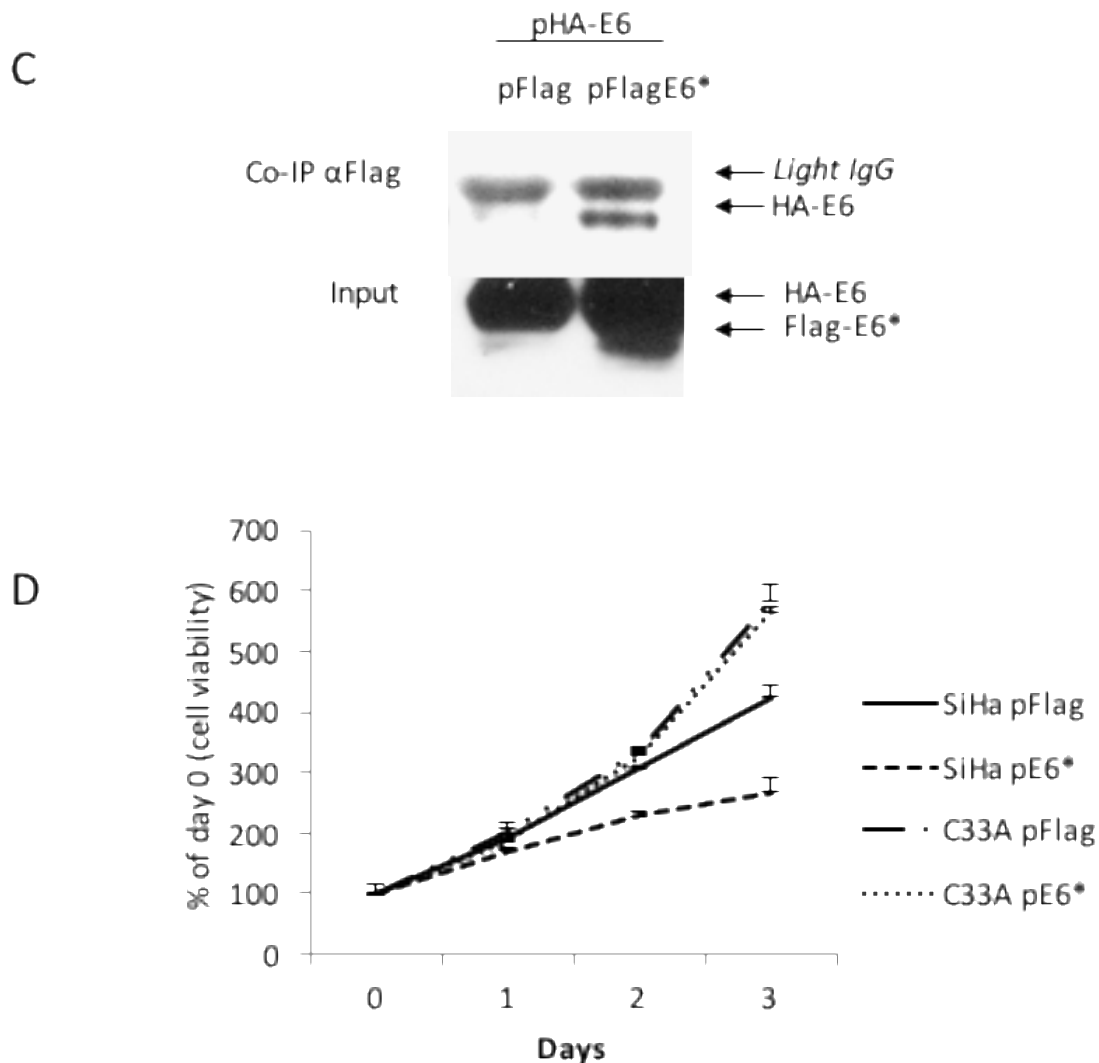 C
pHA-E6
pFlag pFlagE6*
Co-IP αFlag
Light IgG
HA-E6
Input
HA-E6
Flag-E6*
D
% of day 0 (cell viability)
700
600
500
400
300
200
100
0
0 1 2 3
Days
SiHa pFlag
SiHa pE6*
C33A pFlag
C33A pE6*